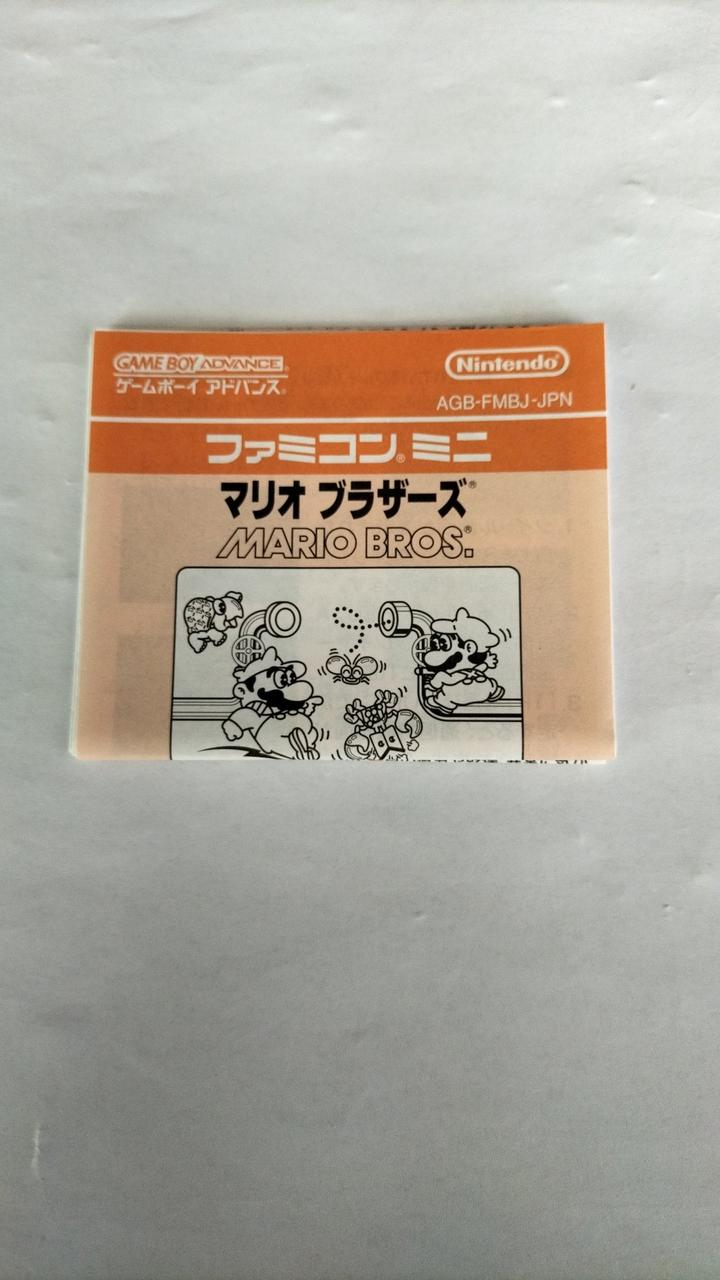 GAME BOY ADVANCE®
ゲームボーイ アドバンス®
Nintendo®
AGB-FMBJ-JPN
ファミコン®ミニ
マリオ ブラザーズ®
MARIO BROS.®